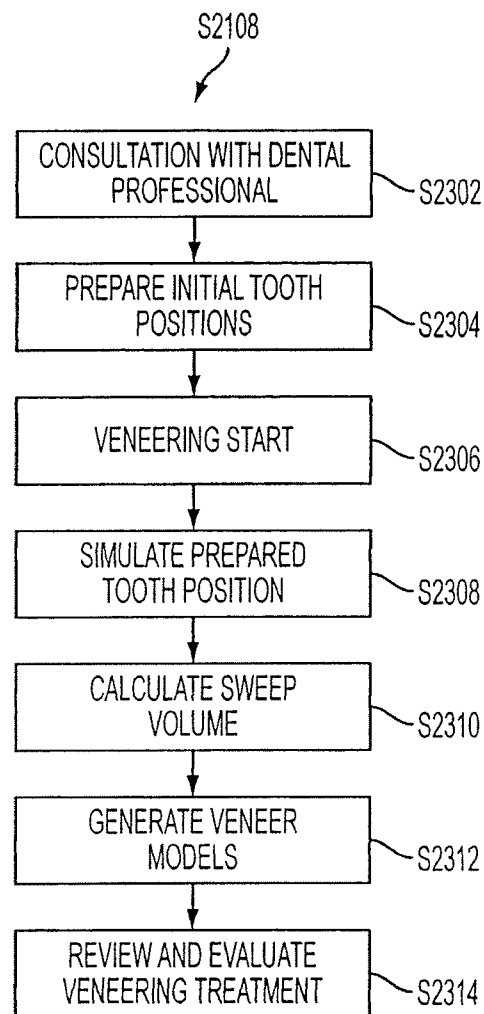 S2108
CONSULTATION WITH DENTAL
PROFESSIONAL
S2302
PREPARE INITIAL TOOTH
POSITIONS
S2304
VENEERING START
S2306
SIMULATE PREPARED
TOOTH POSITION
S2308
CALCULATE SWEEP
VOLUME
S2310
GENERATE VENEER
MODELS
S2312
REVIEW AND EVALUATE
VENEERING TREATMENT
S2314